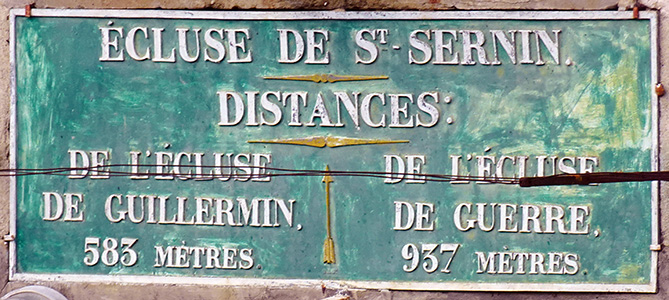 ÉCLUSE DE ST-SERNIN.
DISTANCES:
DE L'ÉCLUSE
DE GUILLERMIN,
583 MÈTRES.
DE L'ÉCLUSE
DE GUERRE,
937 MÈTRES.